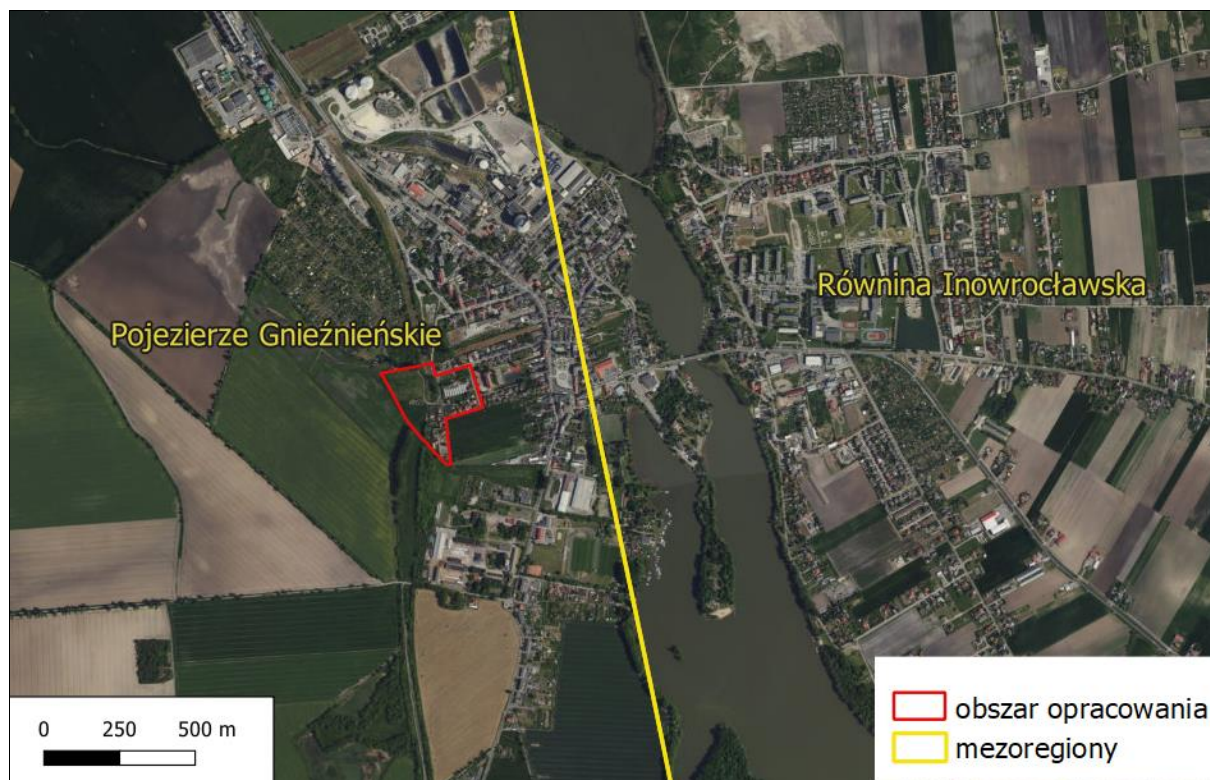 Równina Inowrocławska
Pojezierze Gnieźnieńskie
0 250 500 m
obszar opracowania
mezoregiony